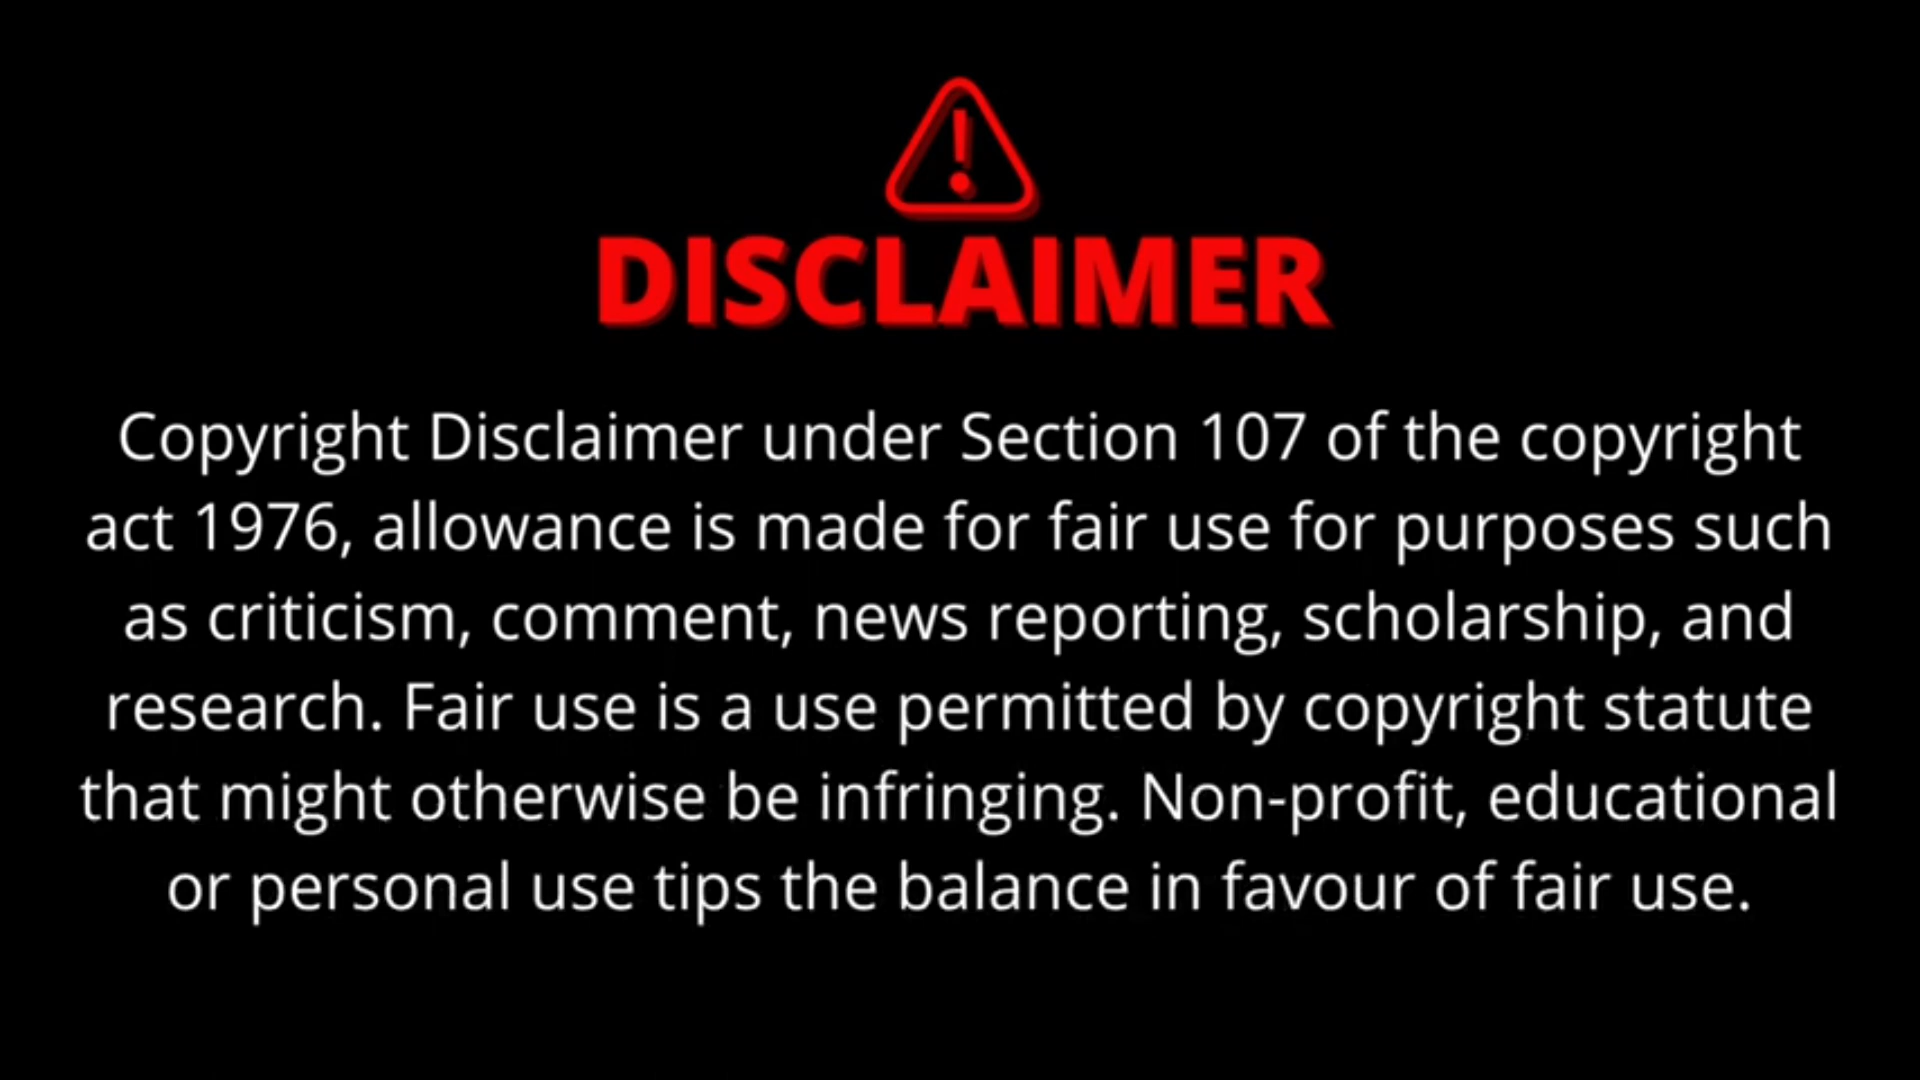 DISCLAIMER
Copyright Disclaimer under Section 107 of the copyright
act 1976, allowance is made for fair use for purposes such
as criticism, comment, news reporting, scholarship, and
research. Fair use is a use permitted by copyright statute
that might otherwise be infringing. Non-profit, educational
or personal use tips the balance in favour of fair use.